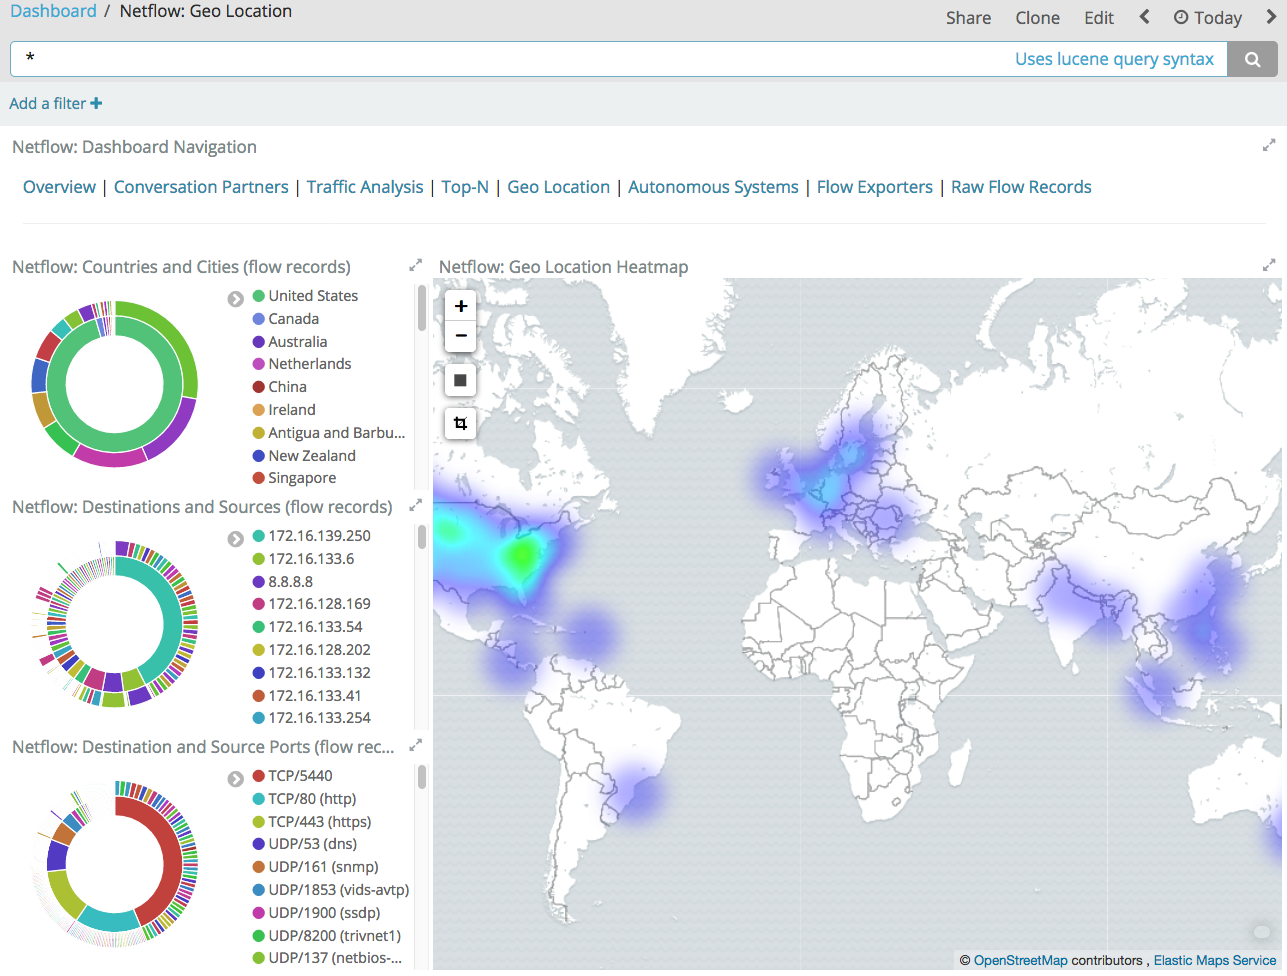 Dashboard / Netflow: Geo Location
Share Clone Edit Today
* Uses lucene query syntax
Add a filter
Netflow: Dashboard Navigation
Overview | Conversation Partners | Traffic Analysis | Top-N | Geo Location | Autonomous Systems | Flow Exporters | Raw Flow Records
Netflow: Countries and Cities (flow records)
United States
Canada
Australia
Netherlands
China
Ireland
Antigua and Barbu...
New Zealand
Singapore
Netflow: Destinations and Sources (flow records)
172.16.139.250
172.16.133.6
8.8.8.8
172.16.128.169
172.16.133.54
172.16.128.202
172.16.133.132
172.16.133.41
172.16.133.254
Netflow: Destination and Source Ports (flow rec...
TCP/5440
TCP/80 (http)
TCP/443 (https)
UDP/53 (dns)
UDP/161 (snmp)
UDP/1853 (vids-avtp)
UDP/1900 (ssdp)
UDP/8200 (trivnet1)
UDP/137 (netbios-...
Netflow: Geo Location Heatmap
+
−
© OpenStreetMap contributors , Elastic Maps Service